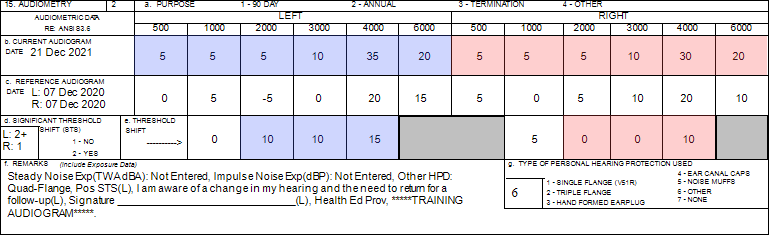 15. AUDIOMETRY 2 a. PURPOSE 1 - 90 DAY 2 - ANNUAL 3 - TERMINATION 4 - OTHER
AUDIOMETRIC DATA LEFT RIGHT
RE: ANSI S3.6 500 1000 2000 3000 4000 6000 500 1000 2000 3000 4000 6000
b. CURRENT AUDIOGRAM
DATE 21 Dec 2021 5 5 5 10 35 20 5 5 5 10 30 20
c. REFERENCE AUDIOGRAM
DATE L: 07 Dec 2020
R: 07 Dec 2020 0 5 -5 0 20 15 5 0 5 10 20 10
d. SIGNIFICANT THRESHOLD SHIFT (STS) e. THRESHOLD SHIFT
L: 2+ 1 - NO
R: 1 2 - YES ----------> 0 10 10 15 5 0 0 10
f. REMARKS (Include Exposure Data) g. TYPE OF PERSONAL HEARING PROTECTION USED
Steady Noise Exp(TWA dBA): Not Entered, Impulse Noise Exp(dBP): Not Entered, Other HPD:
Quad-Flange, Pos STS(L), I am aware of a change in my hearing and the need to return for a
follow-up(L), Signature ______________________________(L), Health Ed Prov, *****TRAINING
AUDIOGRAM*****.
6
1 - SINGLE FLANGE (V51R)
2 - TRIPLE FLANGE
3 - HAND FORMED EARPLUG
4 - EAR CANAL CAPS
5 - NOISE MUFFS
6 - OTHER
7 - NONE